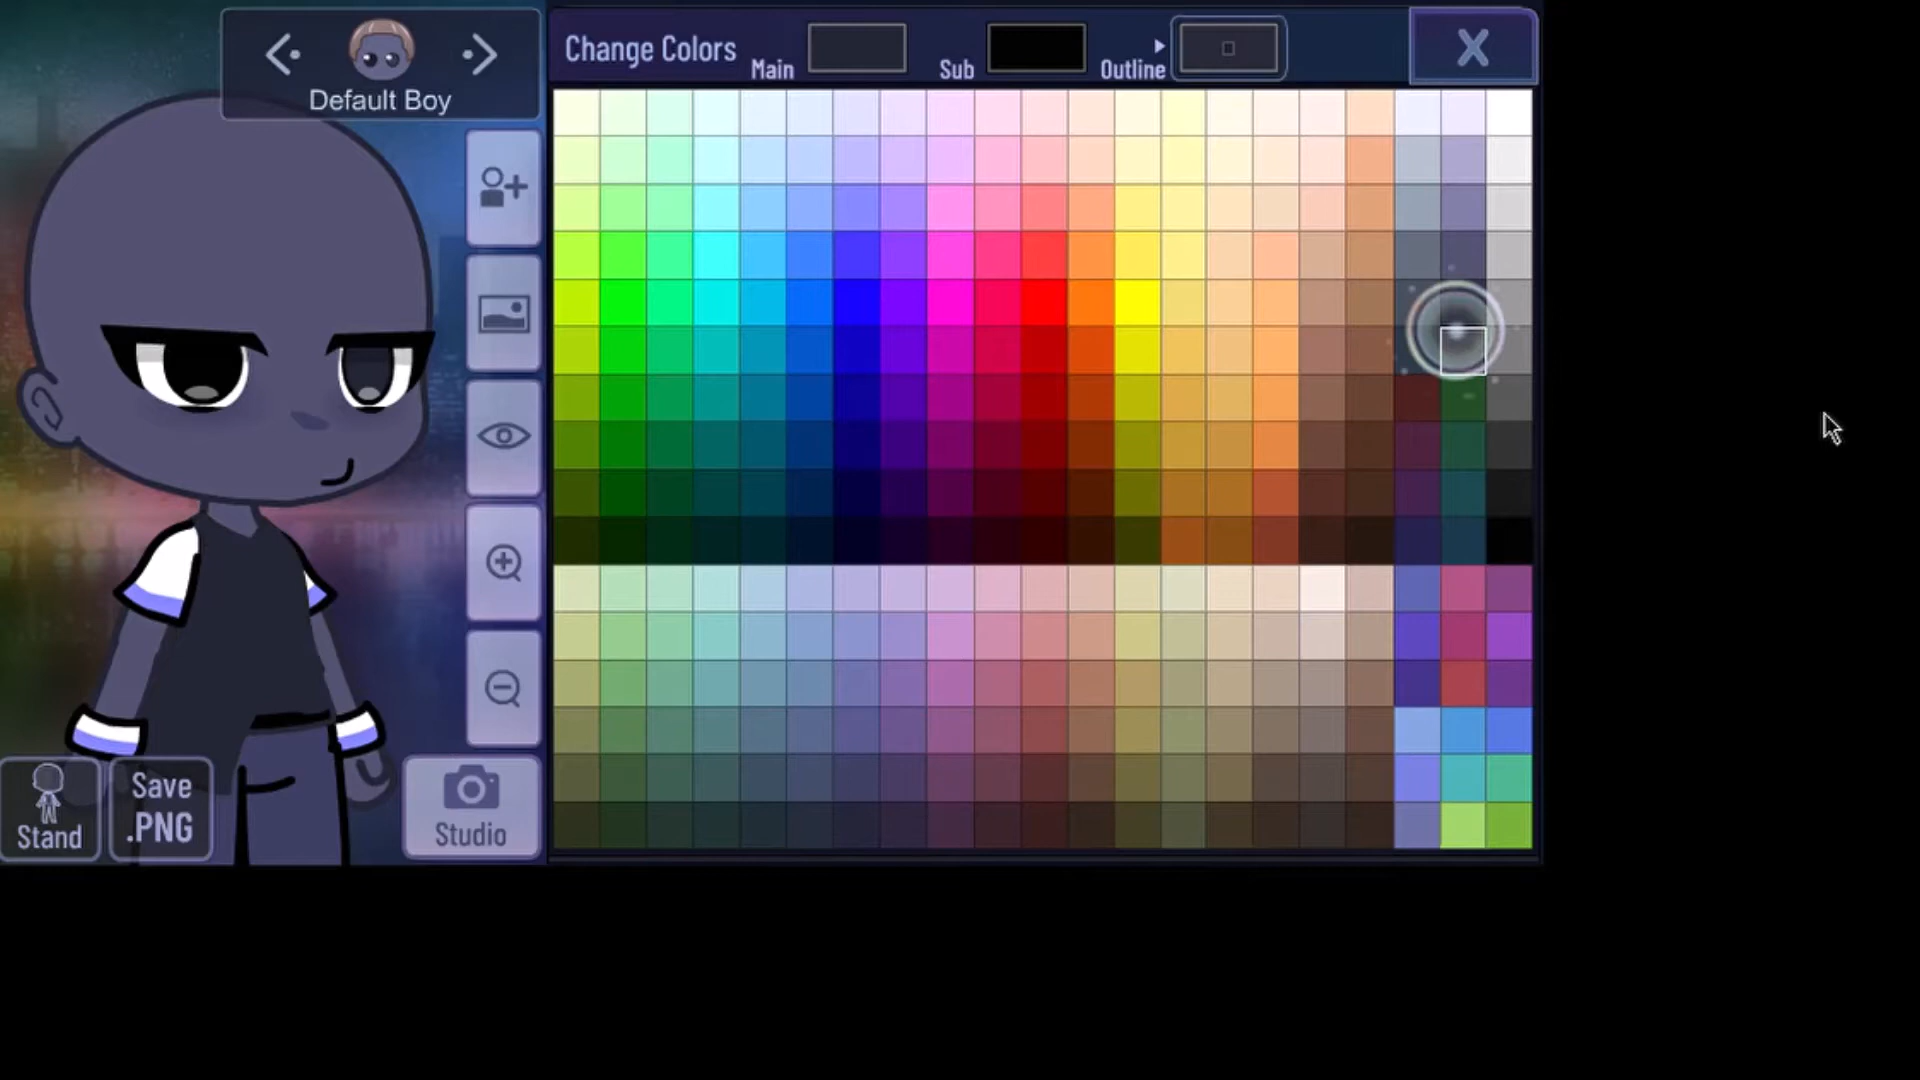 Default Boy
Change Colors
Main
Sub
Outline
X
Stand
Save
.PNG
Studio